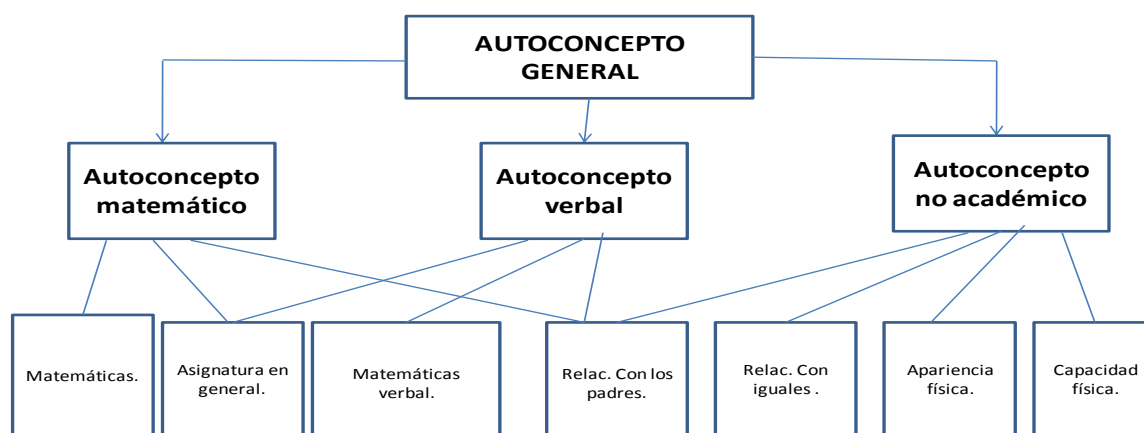 AUTOCONCEPTO
GENERAL
Autoconcepto
matemático
Autoconcepto
verbal
Autoconcepto
no académico
Matemáticas.
Asignatura en
general.
Matemáticas
verbal.
Relac. Con los
padres.
Relac. Con
iguales .
Apariencia
física.
Capacidad
física.